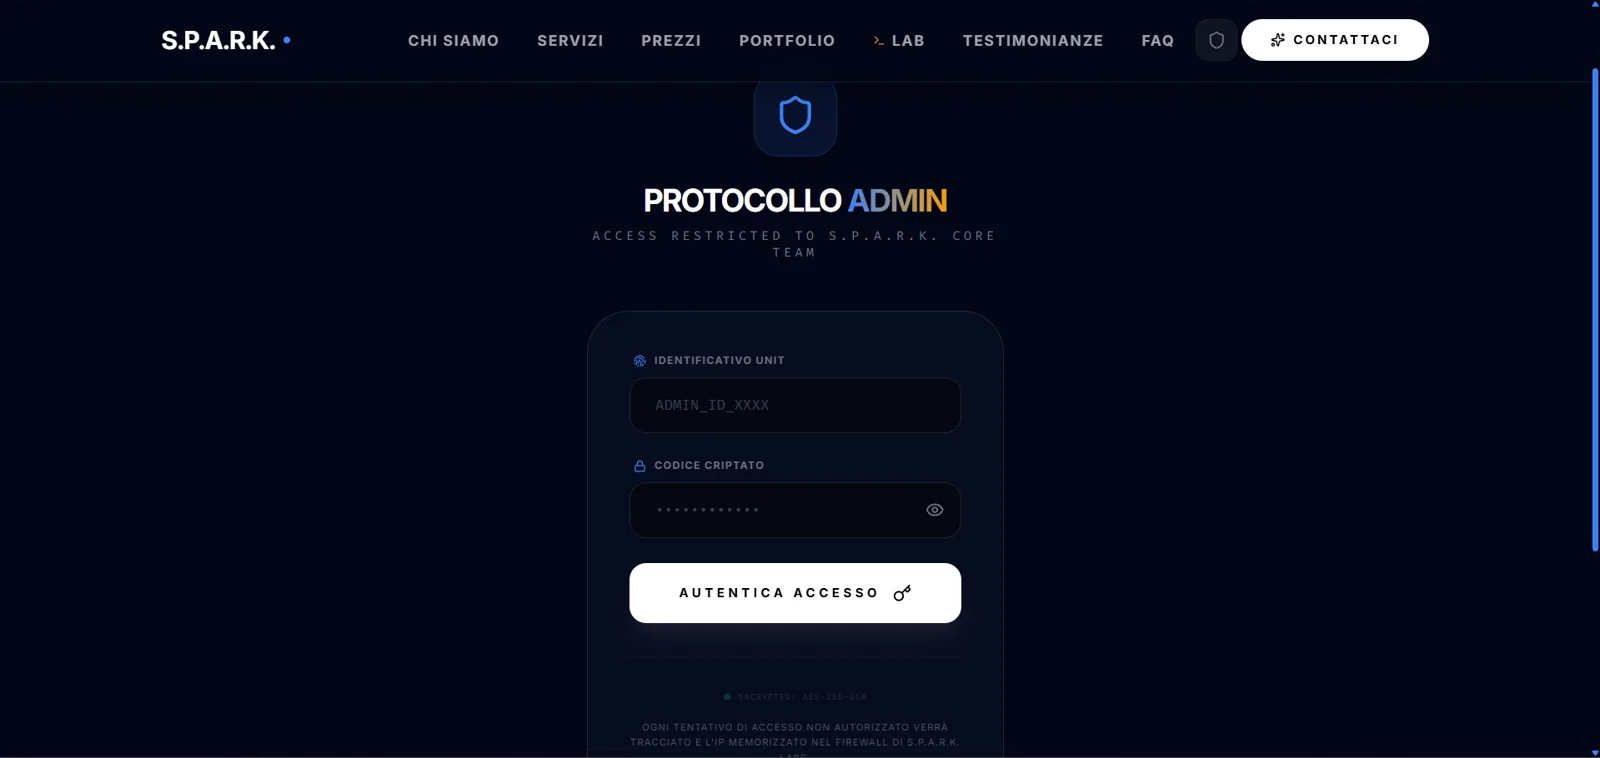 S.P.A.R.K.
CHI SIAMO
SERVIZI
PREZZI
PORTFOLIO
LAB
TESTIMONIANZE
FAQ
CONTATTACI
PROTOCOLLO ADMIN
ACCESS RESTRICTED TO S.P.A.R.K. CORE
TEAM
IDENTIFICATIVO UNIT
ADMIN_ID_XXXX
CODICE CRIPTATO
AUTENTICA ACCESSO
ENCRYPTED: AES-256-GCM
OGNI TENTATIVO DI ACCESSO NON AUTORIZZATO VERRÀ
TRACCIATO E L'IP MEMORIZZATO NEL FIREWALL DI S.P.A.R.K.